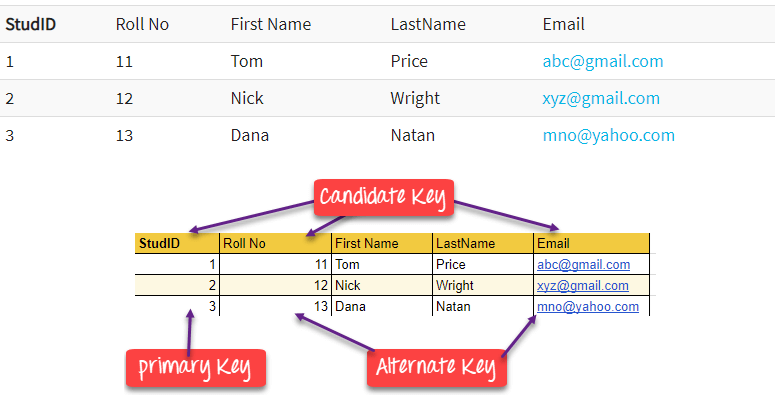 StudID Roll No First Name LastName Email
1 11 Tom Price abc@gmail.com
2 12 Nick Wright xyz@gmail.com
3 13 Dana Natan mno@yahoo.com
Candidate Key
StudID Roll No First Name LastName Email
1 11 Tom Price abc@gmail.com
2 12 Nick Wright xyz@gmail.com
3 13 Dana Natan mno@yahoo.com
primary Key Alternate Key